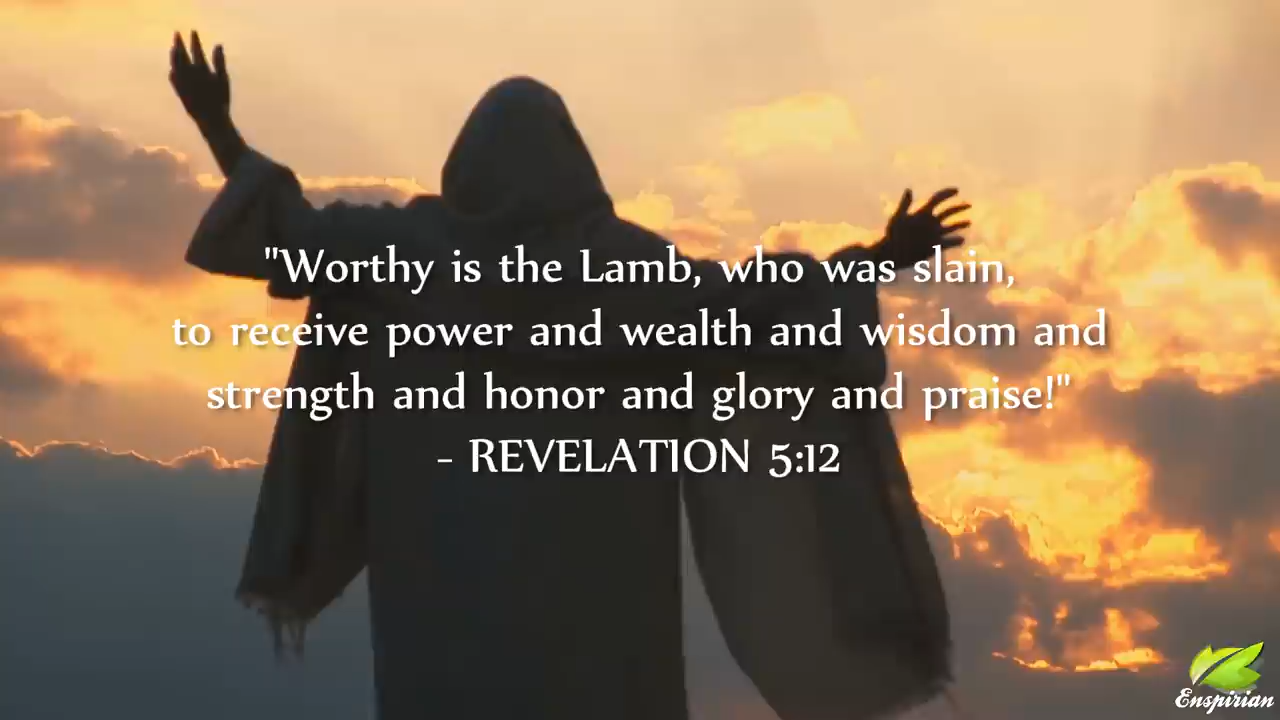 "Worthy is the Lamb, who was slain,
to receive power and wealth and wisdom and
strength and honor and glory and praise!"
- REVELATION 5:12
Enspirian